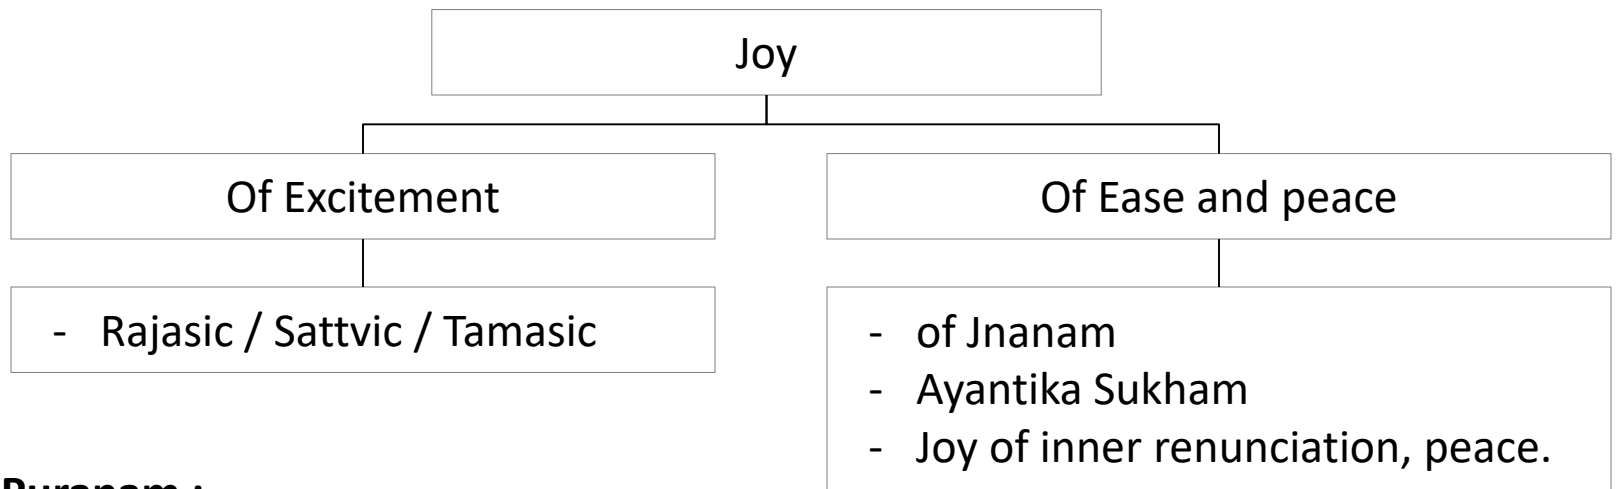 Joy
Of Excitement
Of Ease and peace
- Rajasic / Sattvic / Tamasic
- of Jnanam
- Ayantika Sukham
- Joy of inner renunciation, peace.
Puranam :